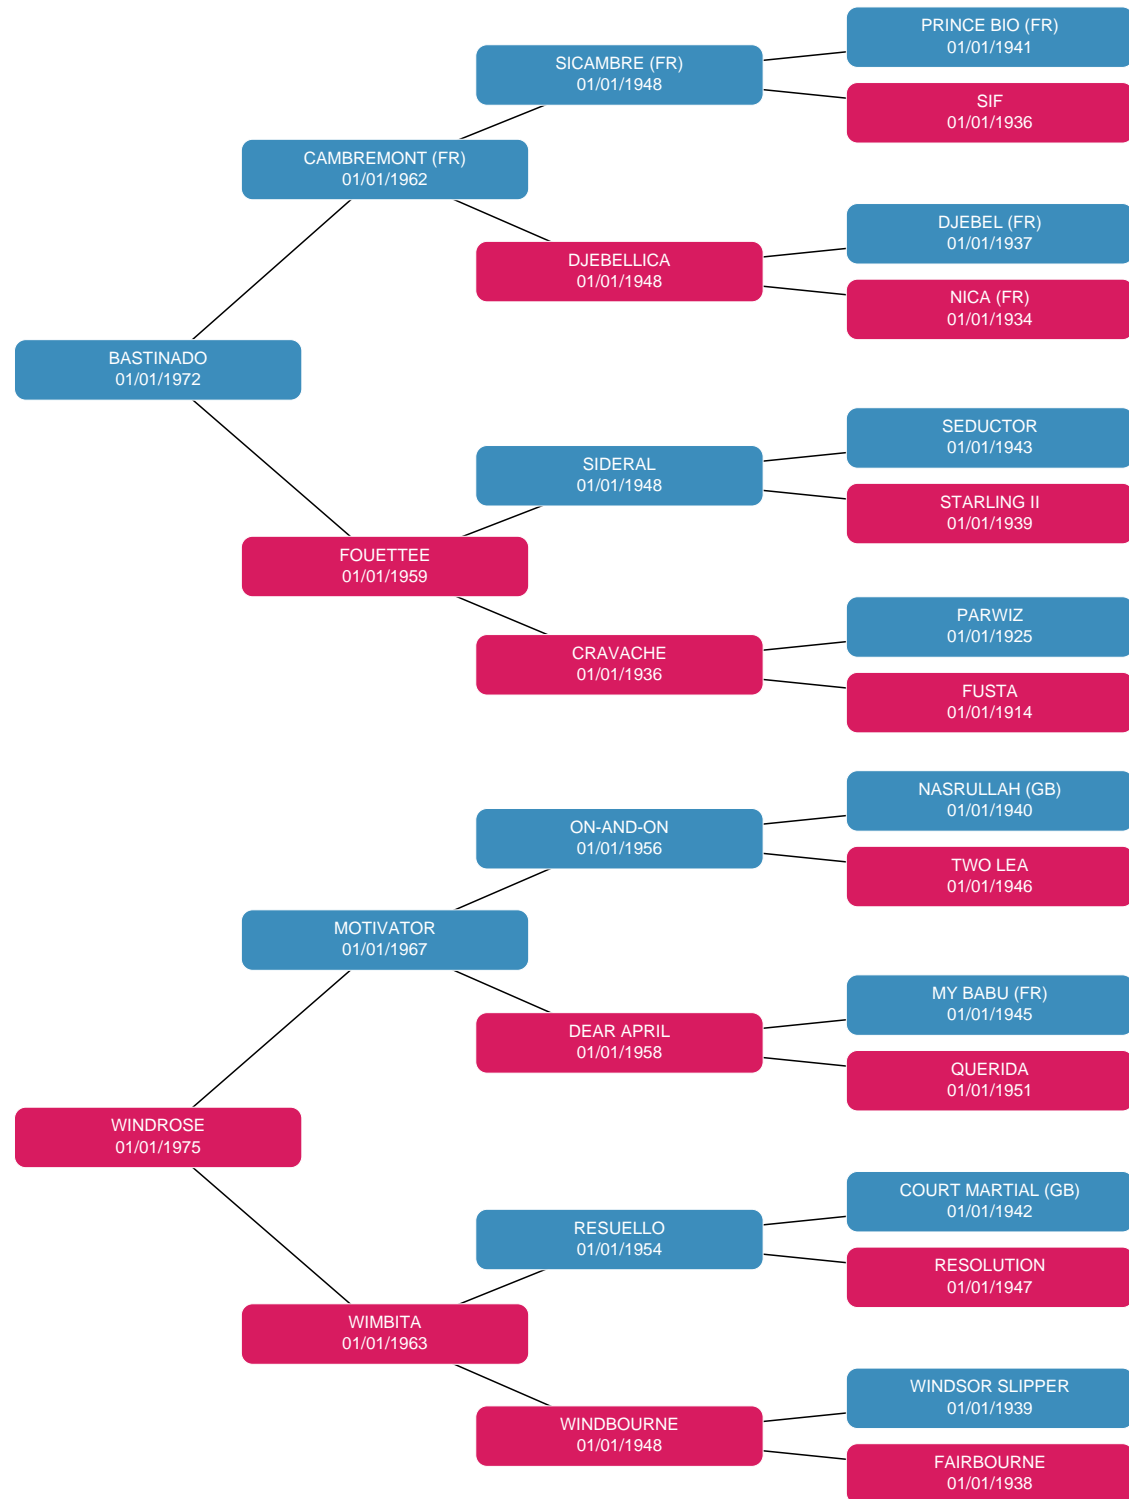 PRINCE BIO (FR)
01/01/1941
SICAMBRE (FR)
01/01/1948
SIF
01/01/1936
CAMBREMONT (FR)
01/01/1962
DJEBEL (FR)
01/01/1937
DJEBELLICA
01/01/1948
NICA (FR)
01/01/1934
BASTINADO
01/01/1972
SEDUCTOR
01/01/1943
SIDERAL
01/01/1948
STARLING II
01/01/1939
FOUETTEE
01/01/1959
PARWIZ
01/01/1925
CRAVACHE
01/01/1936
FUSTA
01/01/1914
NASRULLAH (GB)
01/01/1940
ON-AND-ON
01/01/1956
TWO LEA
01/01/1946
MOTIVATOR
01/01/1967
MY BABU (FR)
01/01/1945
DEAR APRIL
01/01/1958
QUERIDA
01/01/1951
WINDROSE
01/01/1975
COURT MARTIAL (GB)
01/01/1942
RESUELLO
01/01/1954
RESOLUTION
01/01/1947
WIMBITA
01/01/1963
WINDSOR SLIPPER
01/01/1939
WINDBOURNE
01/01/1948
FAIRBOURNE
01/01/1938